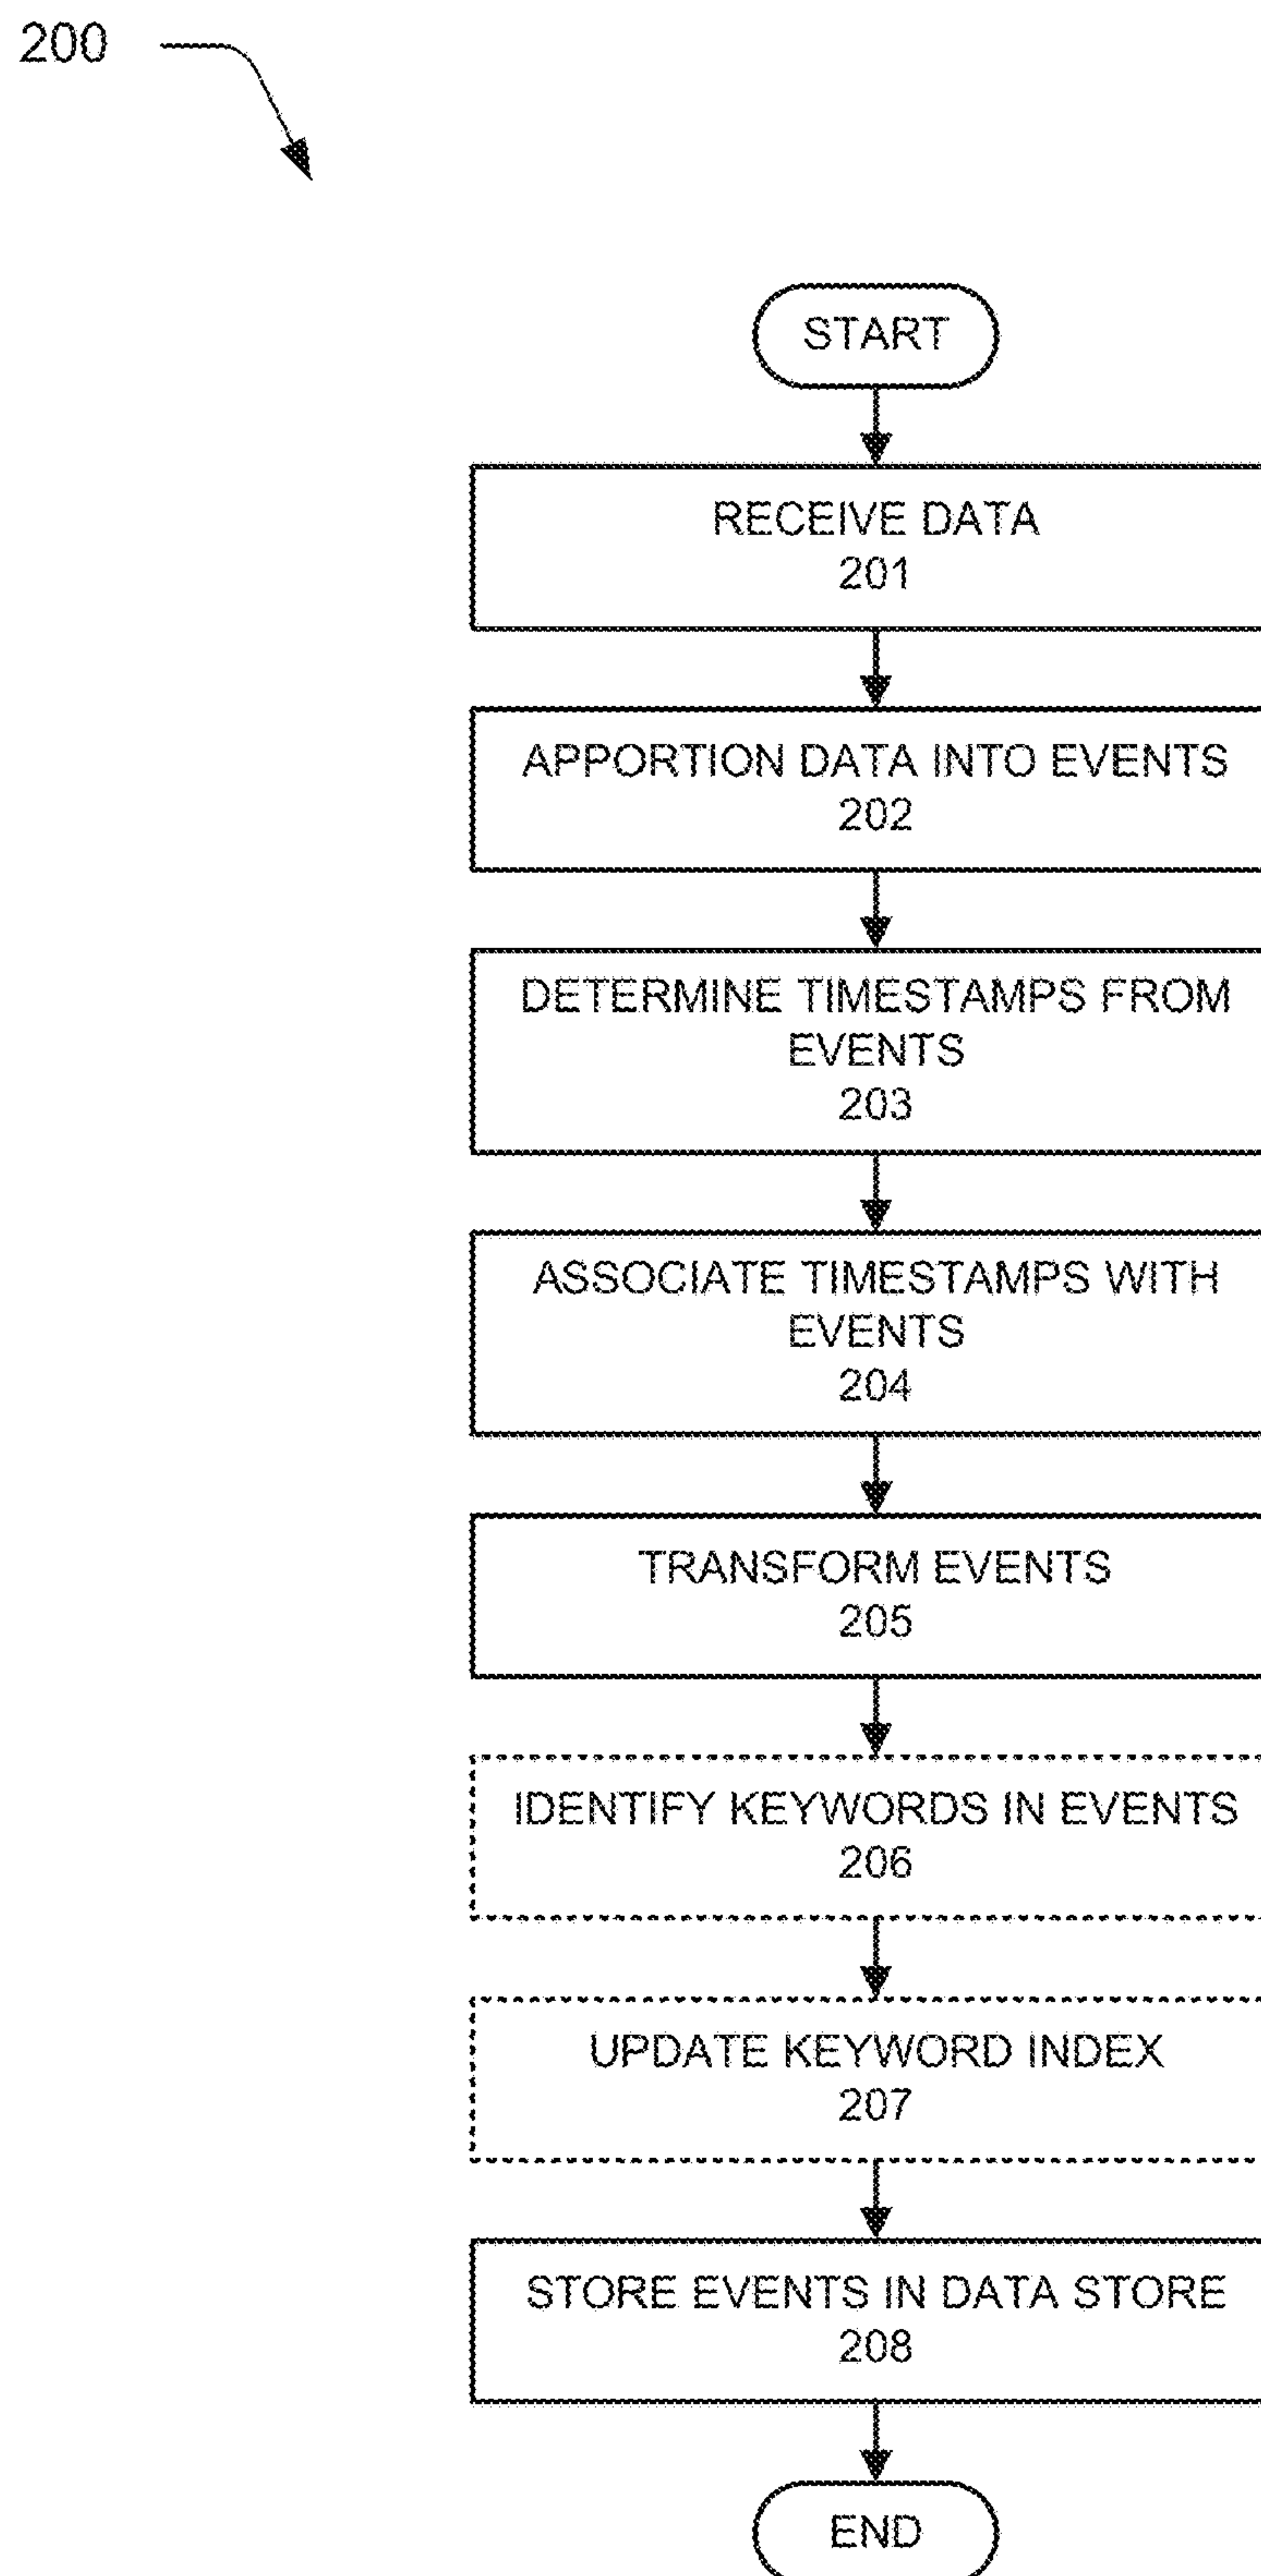 200
START
RECEIVE DATA
201
APPORTION DATA INTO EVENTS
202
DETERMINE TIMESTAMPS FROM
EVENTS
203
ASSOCIATE TIMESTAMPS WITH
EVENTS
204
TRANSFORM EVENTS
205
IDENTIFY KEYWORDS IN EVENTS
206
UPDATE KEYWORD INDEX
207
STORE EVENTS IN DATA STORE
208
END